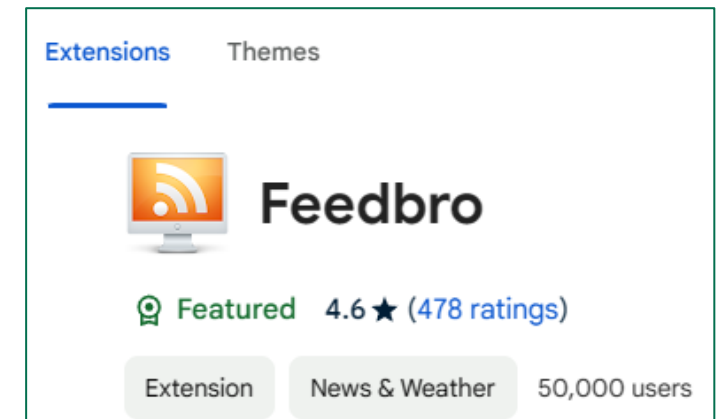 Extensions Themes
Feedbro
Featured 4.6 ★ (478 ratings)
Extension News & Weather 50,000 users